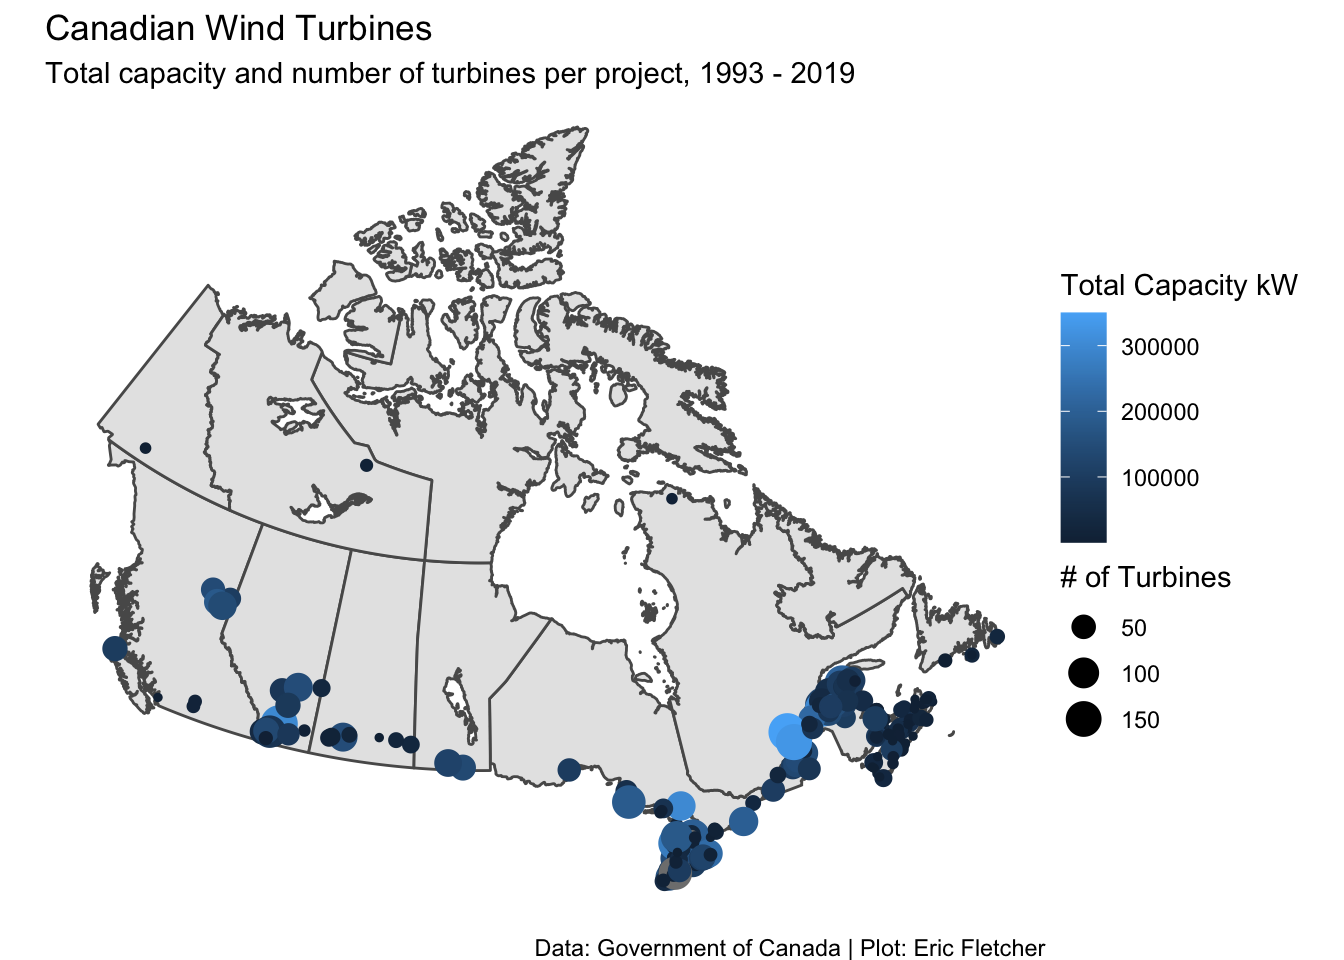 Canadian Wind Turbines
Total capacity and number of turbines per project, 1993 - 2019
Total Capacity kW
300000
200000
100000
# of Turbines
50
100
150
Data: Government of Canada | Plot: Eric Fletcher